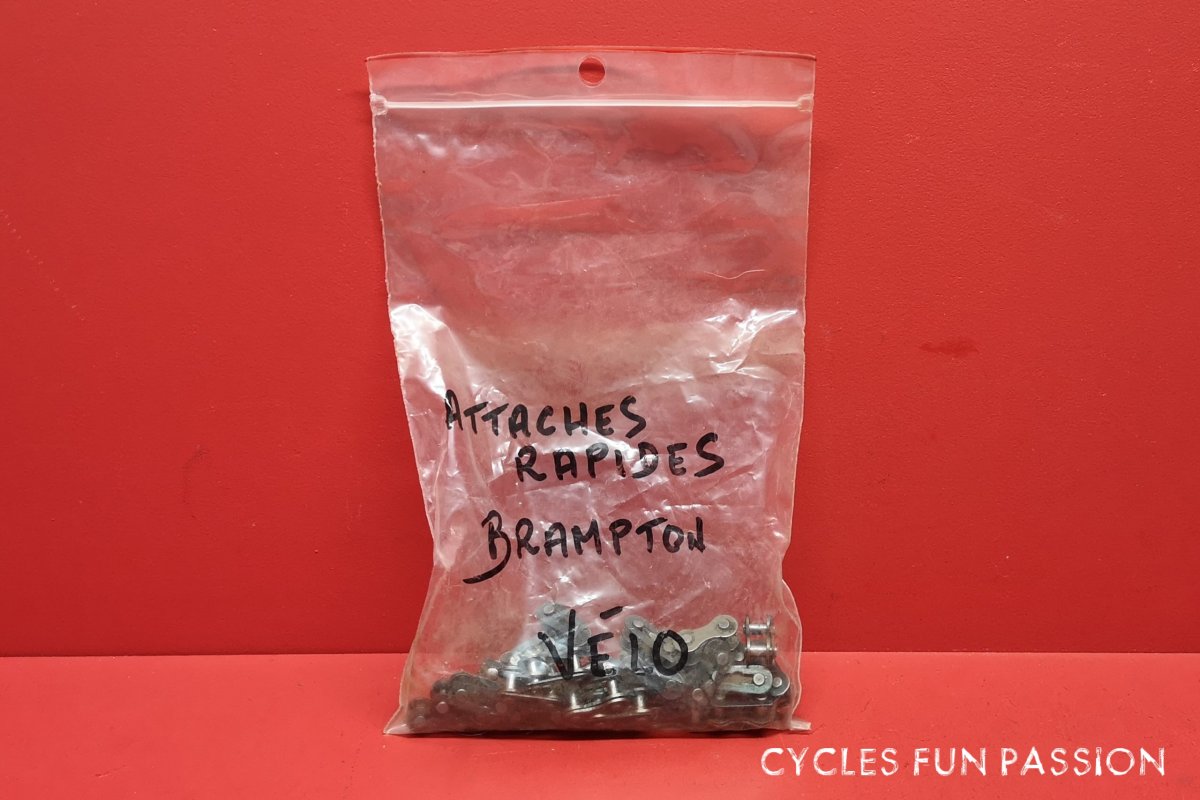 ATTACHES
RAPIDES
BRAMPTON
VÉlO
CYCLES FUN PASSION